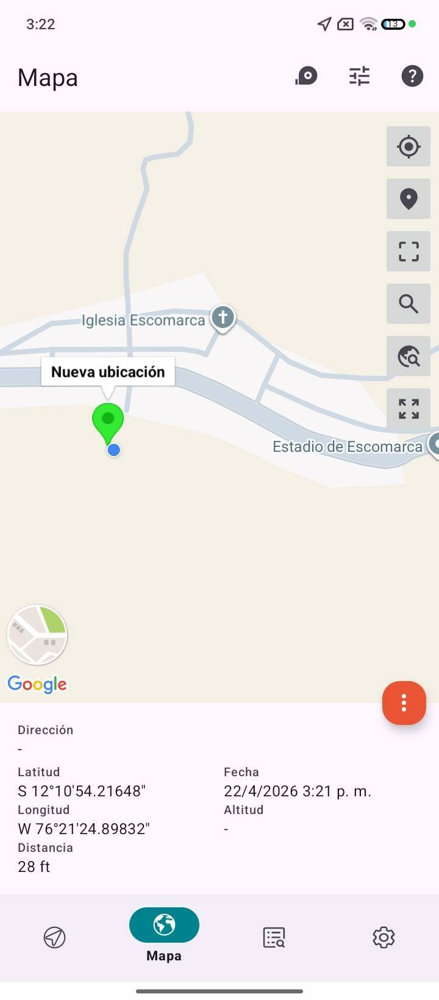 3:22
13
Mapa
Iglesia Escomarca
Nueva ubicación
Estadio de Escomarca
Google
Dirección
-
Latitud
S 12°10'54.21648"
Fecha
22/4/2026 3:21 p. m.
Longitud
W 76°21'24.89832"
Altitud
-
Distancia
28 ft
Mapa